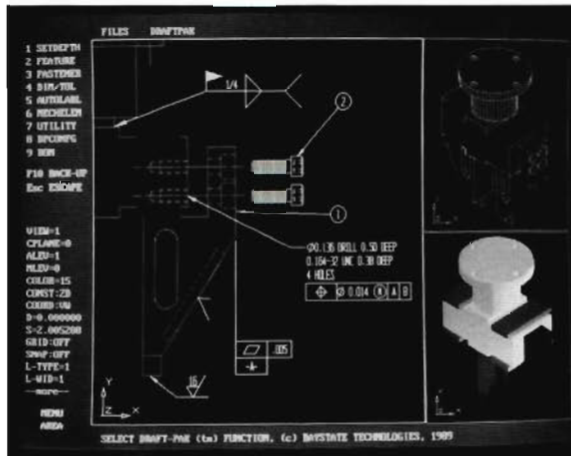 FILES DRAFTPAK
1 SETDEPTH
2 FEATURE
3 FASTENER
4 DIM/TOL
5 AUTOLABL
6 MECHELEM
7 UTILITY
8 DPCONFG
9 BOM
F10 BACK-UP
Esc ESCAPE
VIEW=1
CPLANE=8
ALEV=1
MLEV=0
COLOR=15
CONST:2D
COORD:VW
D=0.000000
S=2.005200
GRID:OFF
SNAP:OFF
L-TYPE=1
L-WID=1
--more--
MENU
AREA
1/4
2
1
Ø0.136 DRILL 0.50 DEEP
0.164-32 UNC 0.38 DEEP
4 HOLES
Ø 0.014 M A B
.005
16
Y
Z X
SELECT DRAFT-PAK (tm) FUNCTION, (c) BAYSTATE TECHNOLOGIES, 1989